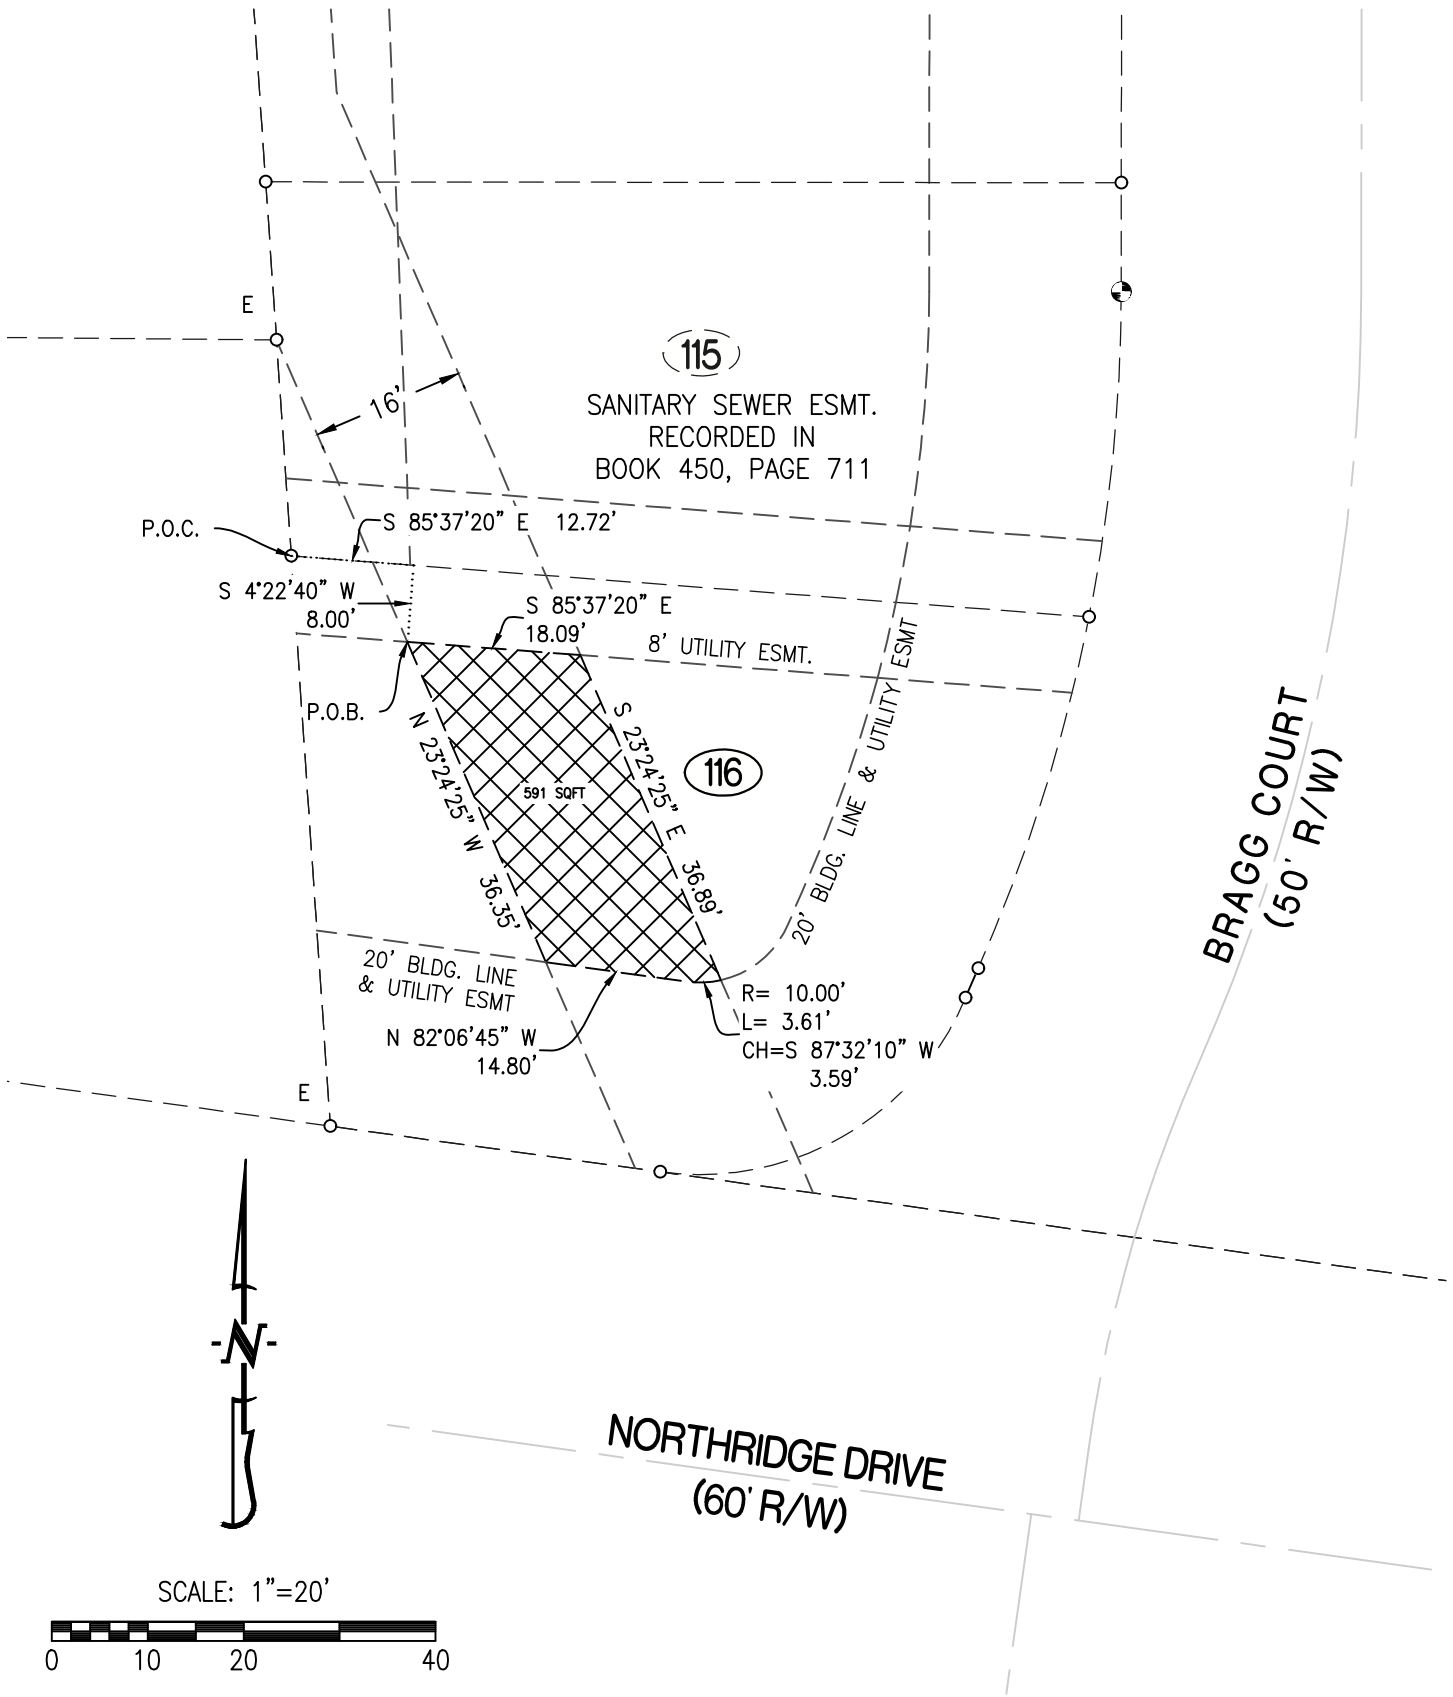 E
115
16'
SANITARY SEWER ESMT.
RECORDED IN
BOOK 450, PAGE 711
P.O.C.
S 85°37'20" E 12.72'
S 4°22'40" W
8.00'
S 85°37'20" E
18.09'
8' UTILITY ESMT.
P.O.B.
N 23°24'25" W 36.35'
S 23°24'25" E 36.89'
591 SQFT
116
20' BLDG. LINE & UTILITY ESMT
BRAGG COURT
(50' R/W)
20' BLDG. LINE
& UTILITY ESMT
N 82°06'45" W
14.80'
R= 10.00'
L= 3.61'
CH=S 87°32'10" W
3.59'
E
-N-
NORTHRIDGE DRIVE
(60' R/W)
SCALE: 1"=20'
0 10 20 40